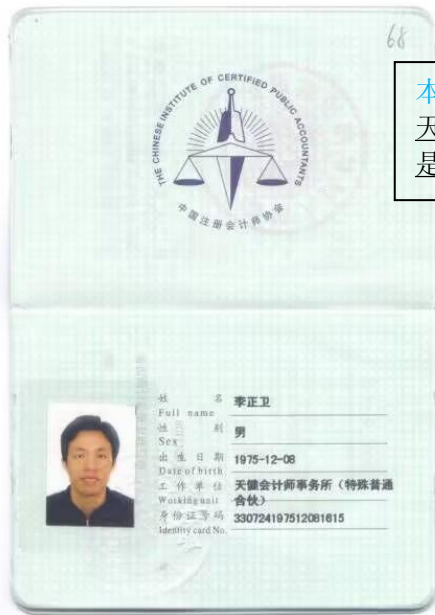 68
THE CHINESE INSTITUTE OF CERTIFIED PUBLIC ACCOUNTANTS
中国注册会计师协会
本
天
是
姓 名 李正卫
Full name
性 别 男
Sex
出生日期 1975-12-08
Date of birth
工作单位 天健会计师事务所（特殊普通
Working unit 合伙）
身份证号码 330724197512081615
Identity card No.